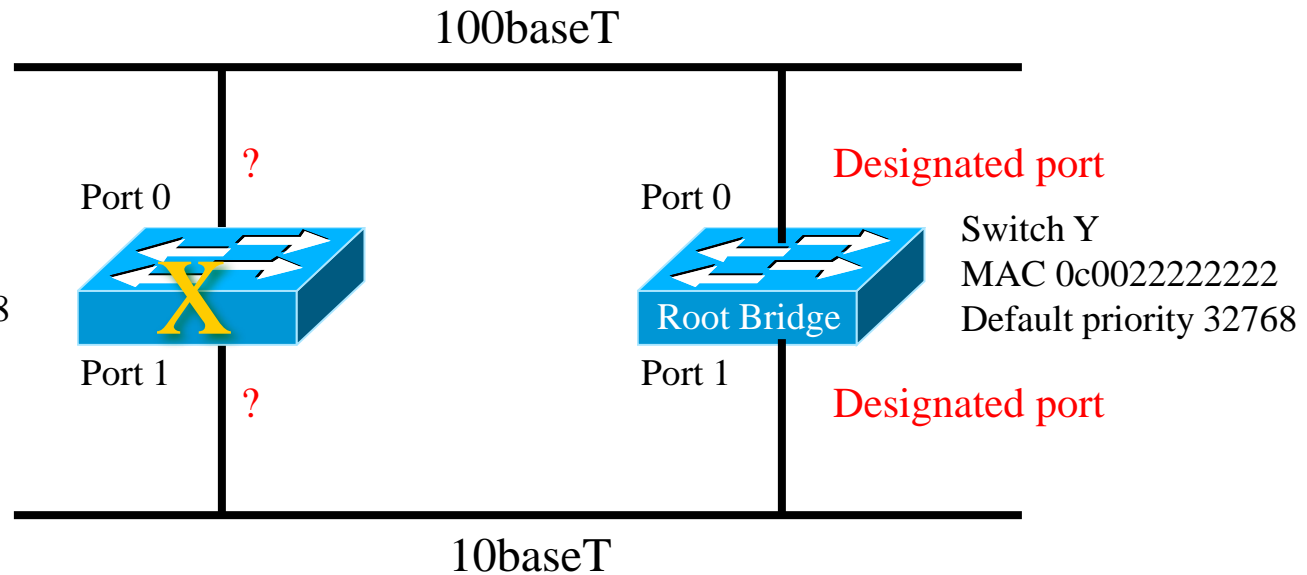 100baseT
?
Designated port
Port 0
Port 0
Switch Y
MAC 0c0022222222
8
X
Root Bridge
Default priority 32768
Port 1
Port 1
?
Designated port
10baseT